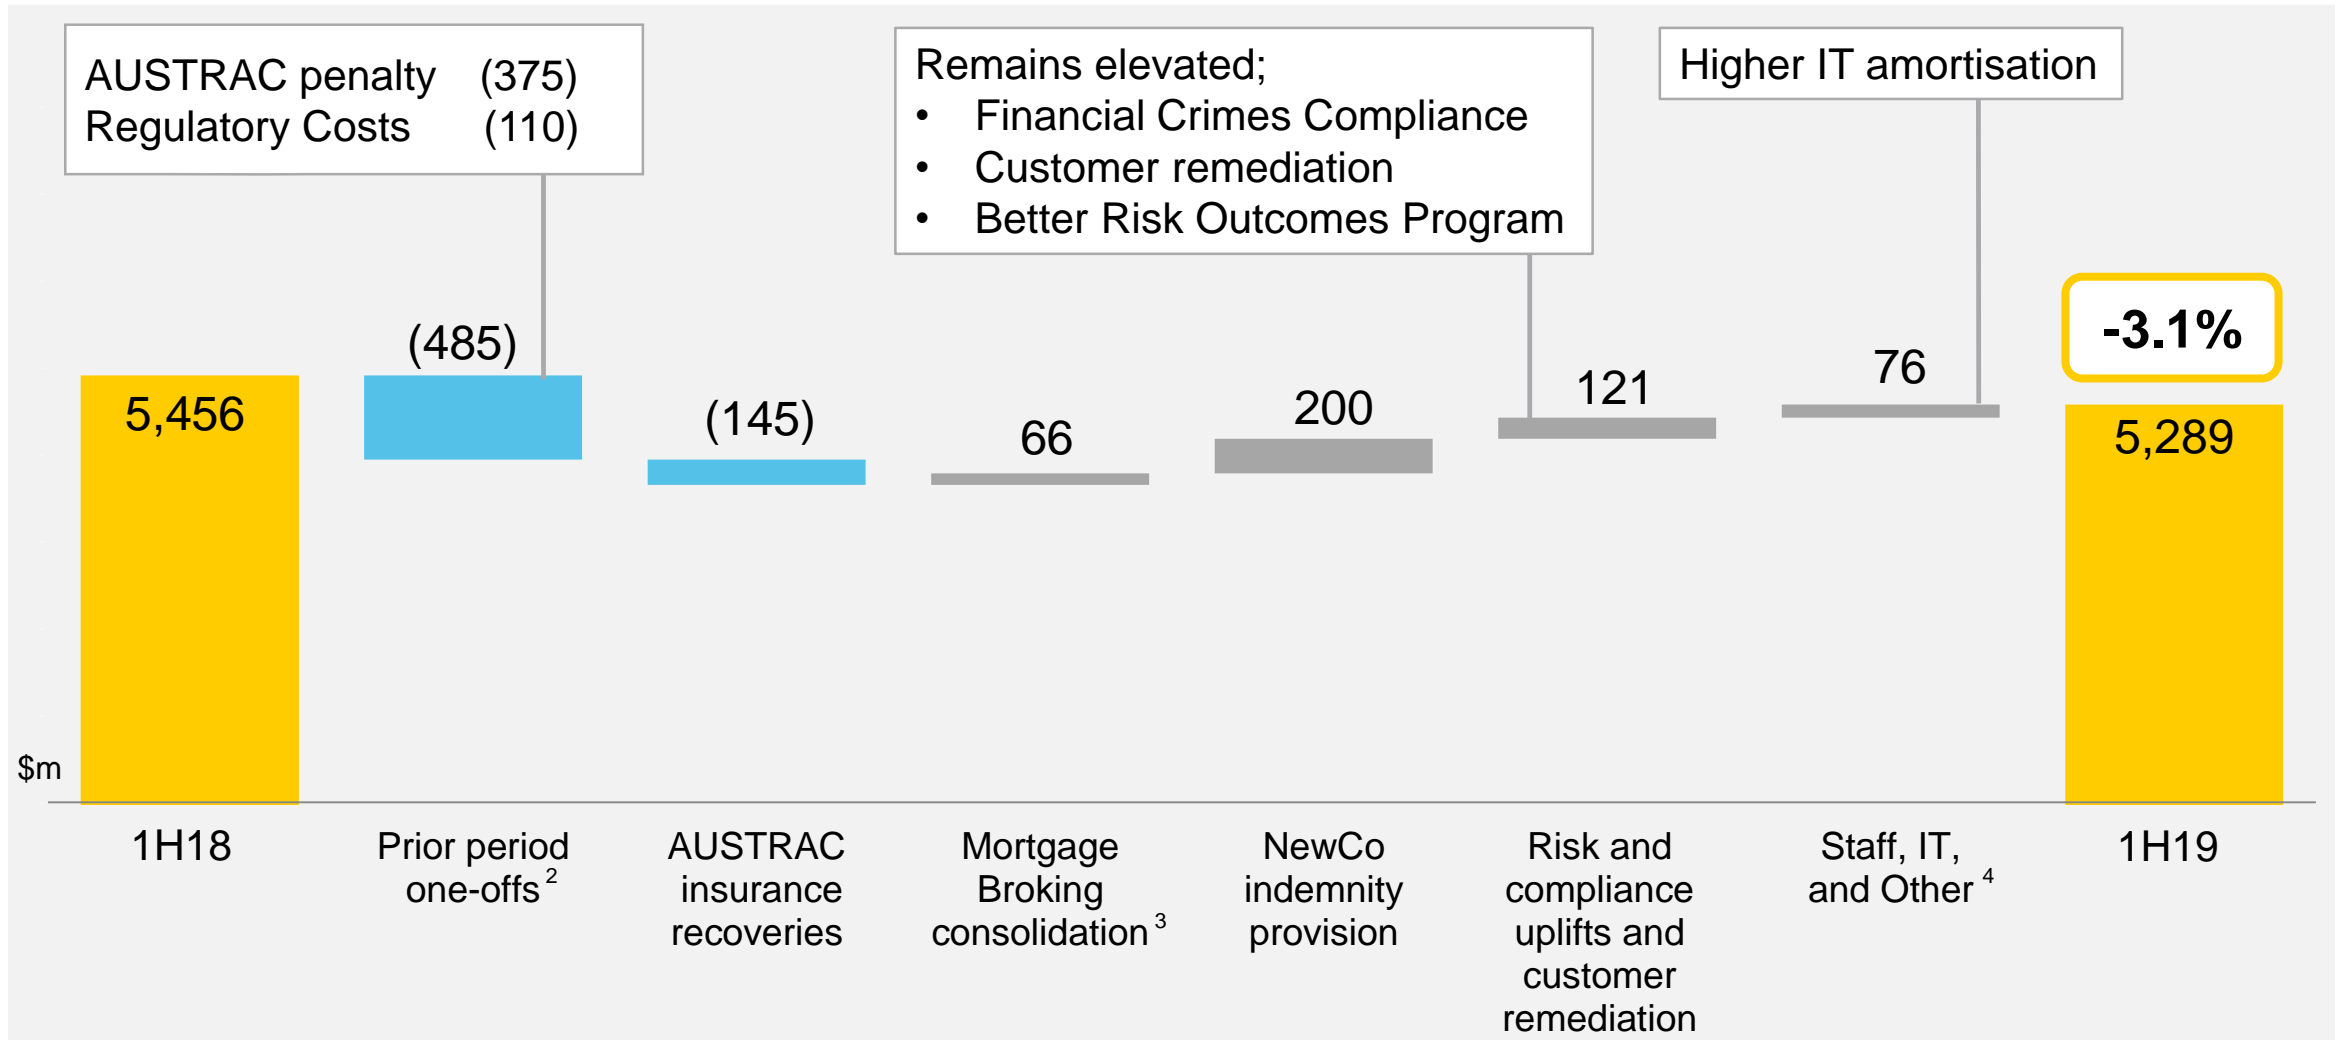 AUSTRAC penalty (375)
Regulatory Costs (110)
Remains elevated;
• Financial Crimes Compliance
• Customer remediation
• Better Risk Outcomes Program
Higher IT amortisation
5,456
(485)
(145)
66
200
121
76
-3.1%
5,289
$m
1H18
Prior period
one-offs 2
AUSTRAC
insurance
recoveries
Mortgage
Broking
consolidation 3
NewCo
indemnity
provision
Risk and
compliance
uplifts and
customer
remediation
Staff, IT,
and Other 4
1H19